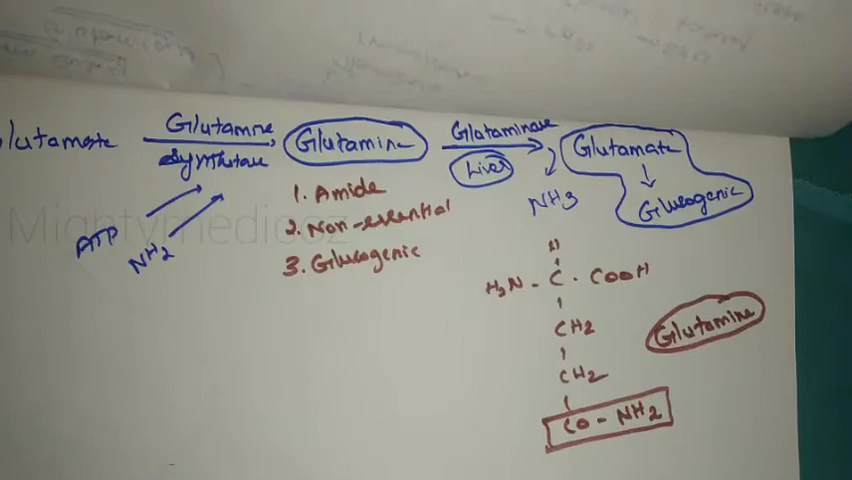 Glutamine
lutamate
Synthetase
Glutamine
Glutaminase
Liver
NH3
Glutamate
↓
Glucogenic
ATP
NH2
1. Amide
2. Non-essential
3. Glucogenic
Mightymedicoz
H
H2N - C - COOH
CH2
CH2
CO - NH2
Glutamine